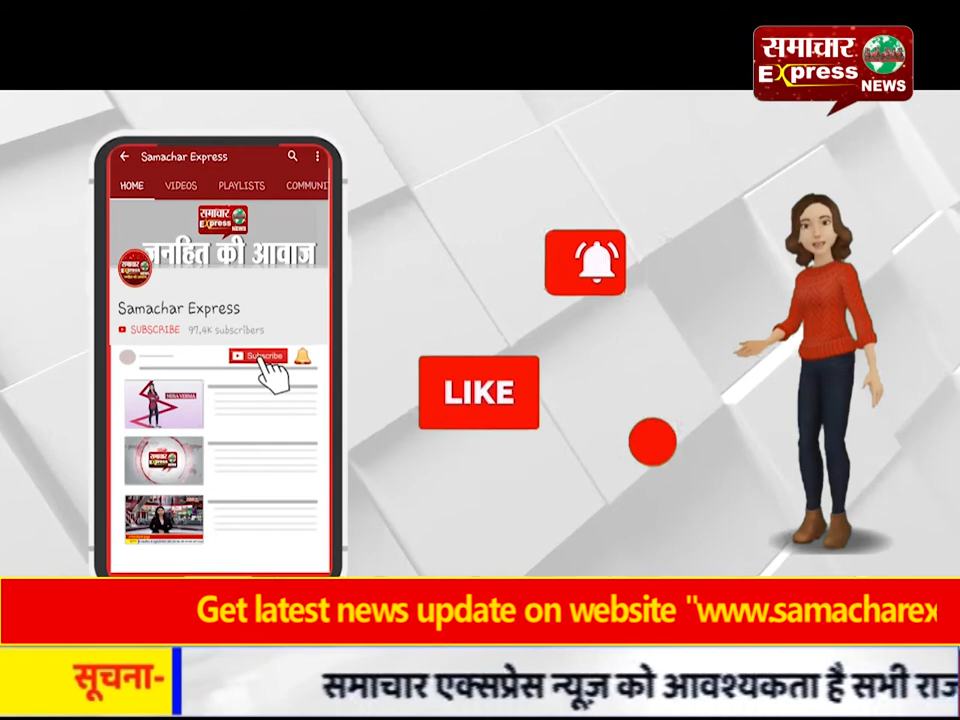 समाचार
Express
NEWS
Samachar Express
HOME VIDEOS PLAYLISTS COMMUNI
समाचार
Express
NEWS
जनहित की आवाज
Samachar Express
SUBSCRIBE 97.4K subscribers
Subscribe
LIKE
Get latest news update on website "www.samacharex
सूचना-
समाचार एक्सप्रेस न्यूज़ को आवश्यकता है सभी राज